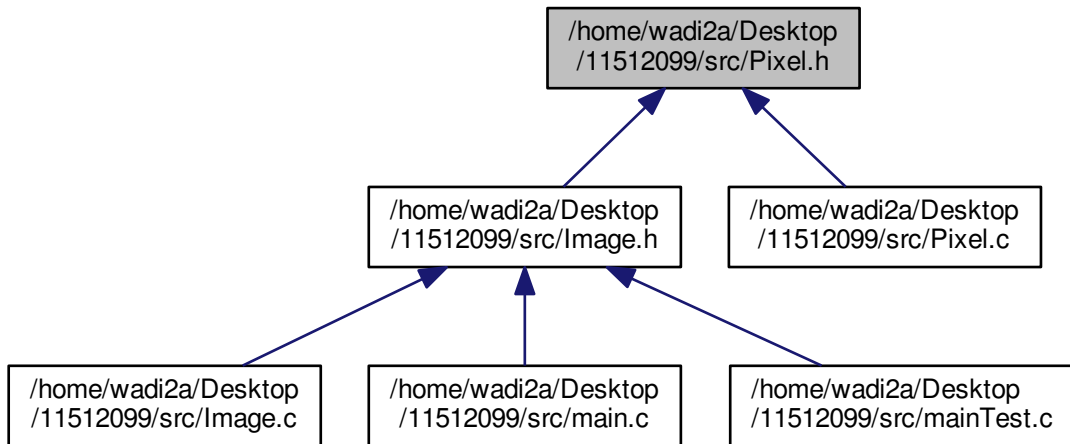 /home/wadi2a/Desktop
/11512099/src/Pixel.h
/home/wadi2a/Desktop
/11512099/src/Image.h
/home/wadi2a/Desktop
/11512099/src/Pixel.c
/home/wadi2a/Desktop
/11512099/src/Image.c
/home/wadi2a/Desktop
/11512099/src/main.c
/home/wadi2a/Desktop
/11512099/src/mainTest.c